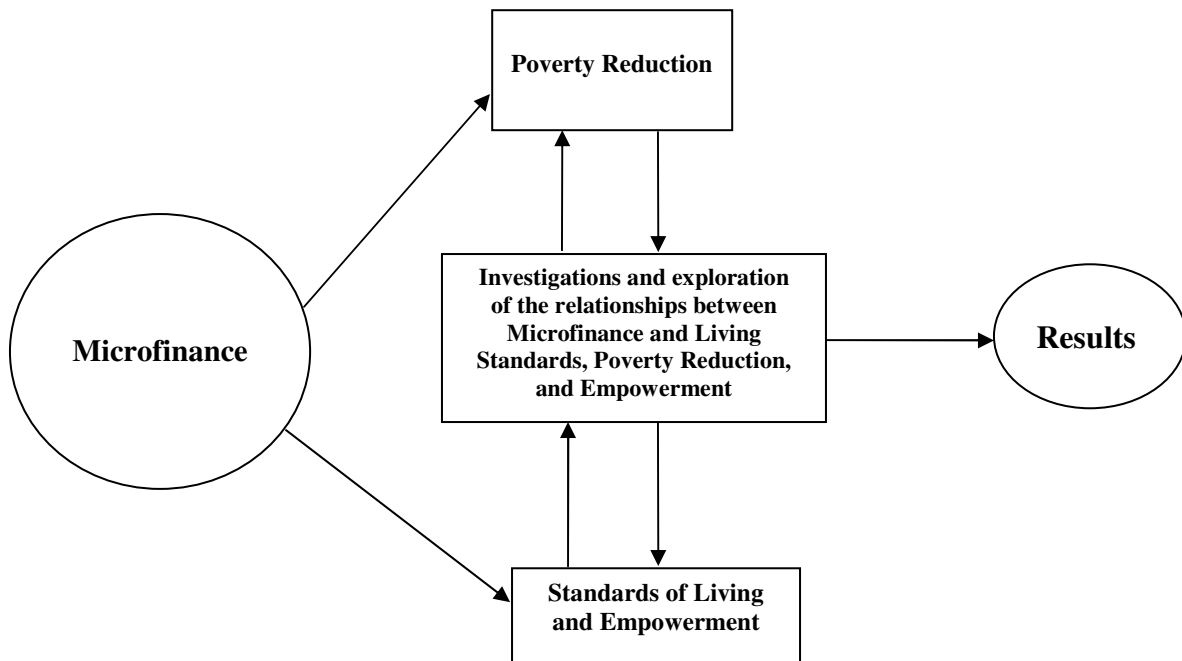 Poverty Reduction
Microfinance
Investigations and exploration
of the relationships between
Microfinance and Living
Standards, Poverty Reduction,
and Empowerment
Results
Standards of Living
and Empowerment